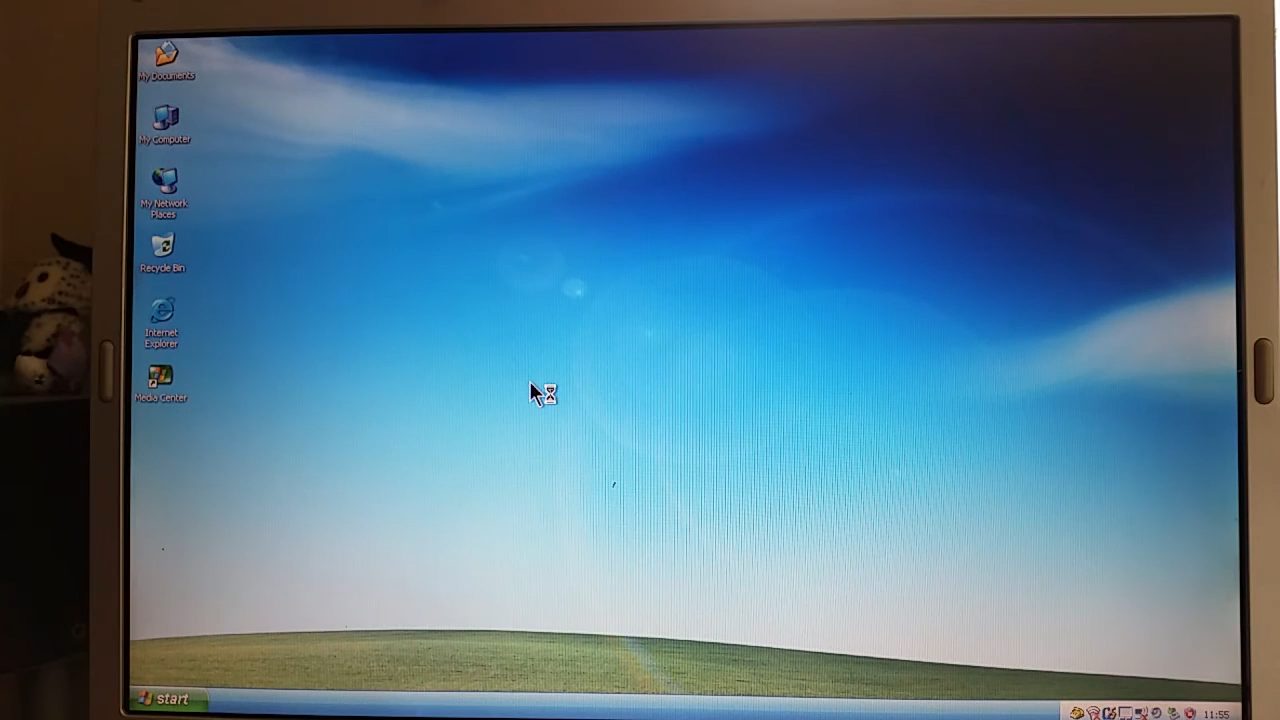 My Documents
My Computer
My Network
Places
Recycle Bin
Internet
Explorer
Media Center
start
11:55